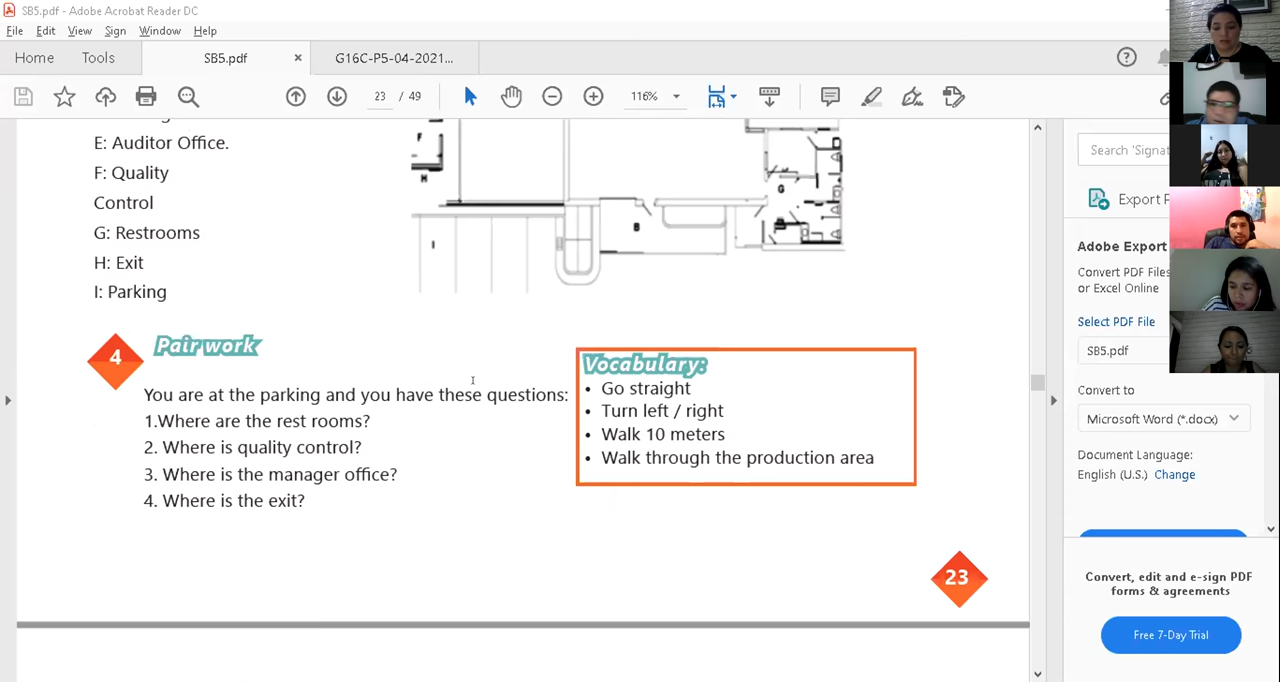 SB5.pdf - Adobe Acrobat Reader DC
File Edit View Sign Window Help
Home Tools SB5.pdf × G16C-P5-04-2021...
23 / 49 116%
E: Auditor Office.
F: Quality
Control
G: Restrooms
H: Exit
I: Parking
F
H
G
I
B
4 Pair work
You are at the parking and you have these questions:
1.Where are the rest rooms?
2. Where is quality control?
3. Where is the manager office?
4. Where is the exit?
Vocabulary:
• Go straight
• Turn left / right
• Walk 10 meters
• Walk through the production area
23
Search 'Signat
Export P
Adobe Export
Convert PDF Files
or Excel Online
Select PDF File
SB5.pdf
Convert to
Microsoft Word (*.docx)
Document Language:
English (U.S.) Change
Convert, edit and e-sign PDF
forms & agreements
Free 7-Day Trial